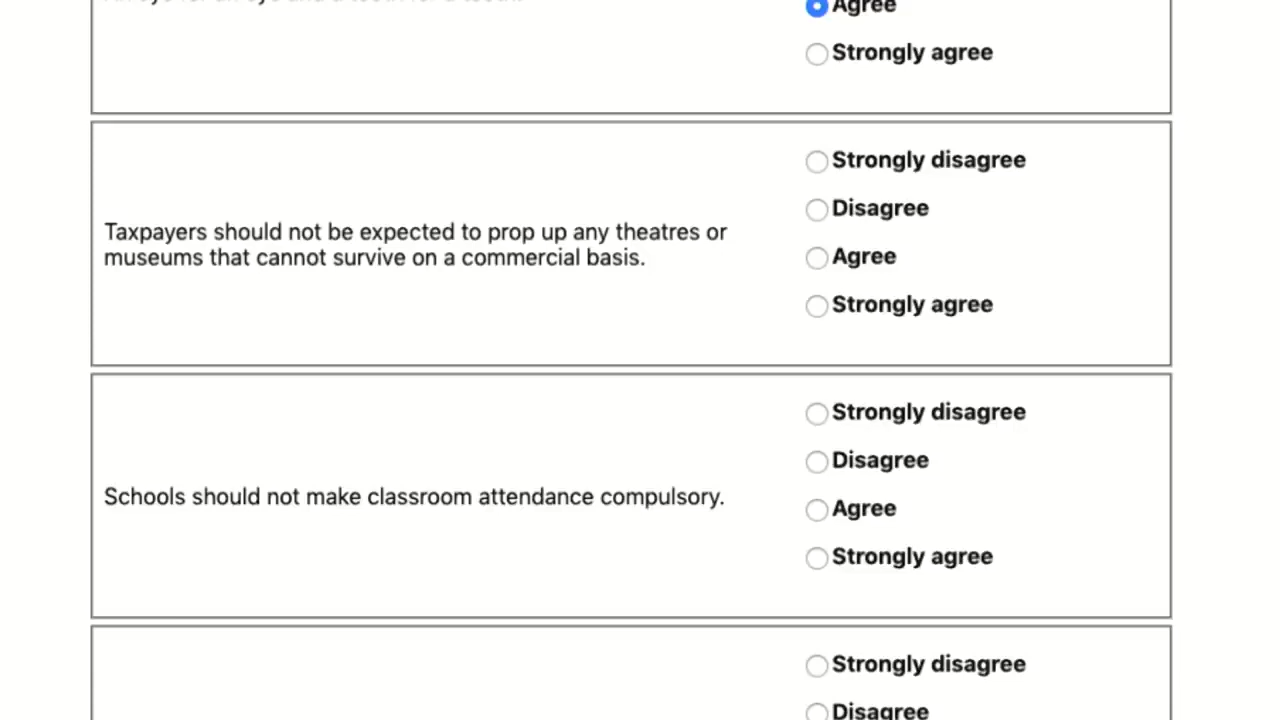 Agree
Strongly agree
Strongly disagree
Disagree
Taxpayers should not be expected to prop up any theatres or
museums that cannot survive on a commercial basis.
Agree
Strongly agree
Strongly disagree
Disagree
Schools should not make classroom attendance compulsory.
Agree
Strongly agree
Strongly disagree
Disagree